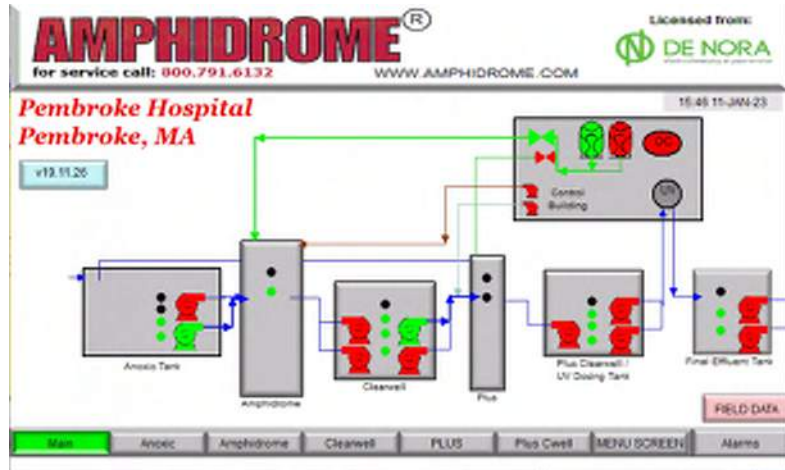 AMPHIDROME®
Licensed from:
DE NORA
for service call: 800.791.6132
WWW.AMPHIDROME.COM
Pembroke Hospital
Pembroke, MA
15:46 11-JAN-23
v19.11.26
OC
UV
Control
Building
Anoxic Tank
Amphidrome
Clearwell
Plus
Plus Clearwell /
UV Dosing Tank
Final Effluent Tank
FIELD DATA
Main
Anoxic
Amphidrome
Clearwell
PLUS
Plus Cwell
MENU SCREEN
Alarms